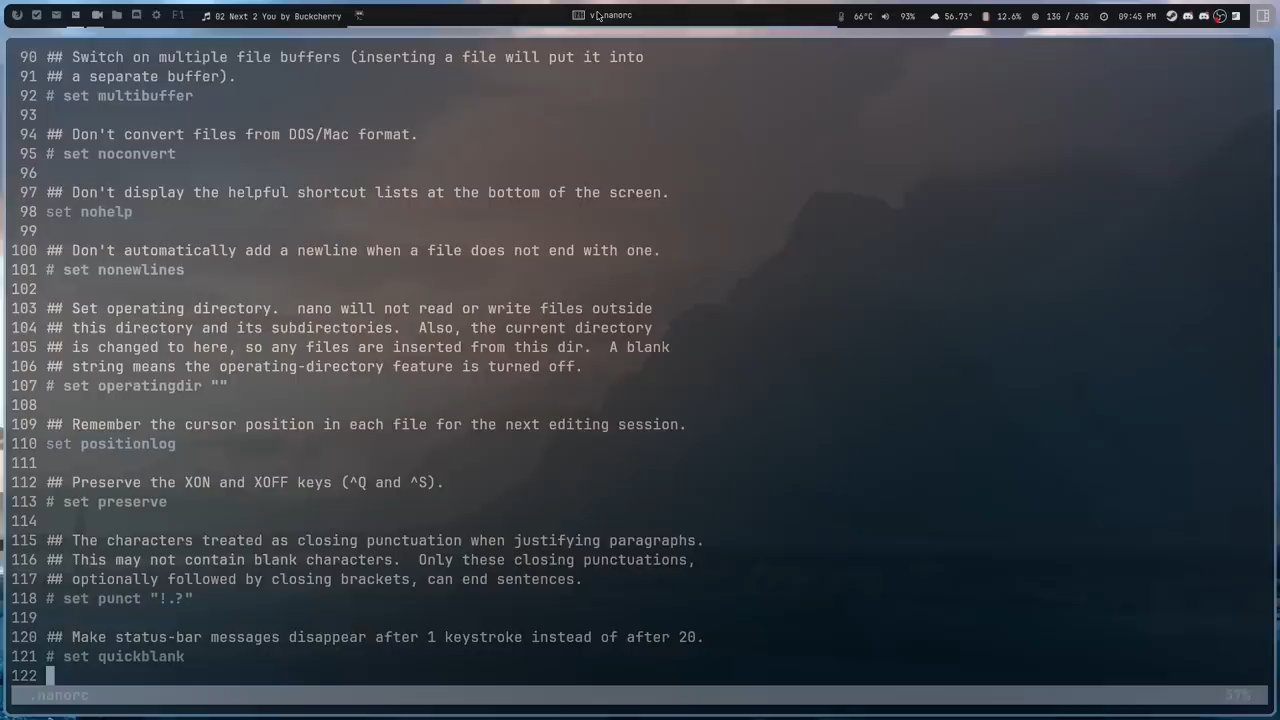 F1 02 Next 2 You by Buckcherry .nanorc 66°C 93% 56.73° 12.6% 13G / 63G 09:45 PM
90 ## Switch on multiple file buffers (inserting a file will put it into
91 ## a separate buffer).
92 # set multibuffer
93
94 ## Don't convert files from DOS/Mac format.
95 # set noconvert
96
97 ## Don't display the helpful shortcut lists at the bottom of the screen.
98 set nohelp
99
100 ## Don't automatically add a newline when a file does not end with one.
101 # set nonewlines
102
103 ## Set operating directory.  nano will not read or write files outside
104 ## this directory and its subdirectories.  Also, the current directory
105 ## is changed to here, so any files are inserted from this dir.  A blank
106 ## string means the operating-directory feature is turned off.
107 # set operatingdir ""
108
109 ## Remember the cursor position in each file for the next editing session.
110 set positionlog
111
112 ## Preserve the XON and XOFF keys (^Q and ^S).
113 # set preserve
114
115 ## The characters treated as closing punctuation when justifying paragraphs.
116 ## This may not contain blank characters.  Only these closing punctuations,
117 ## optionally followed by closing brackets, can end sentences.
118 # set punct "!.?"
119
120 ## Make status-bar messages disappear after 1 keystroke instead of after 20.
121 # set quickblank
122
.nanorc 37%